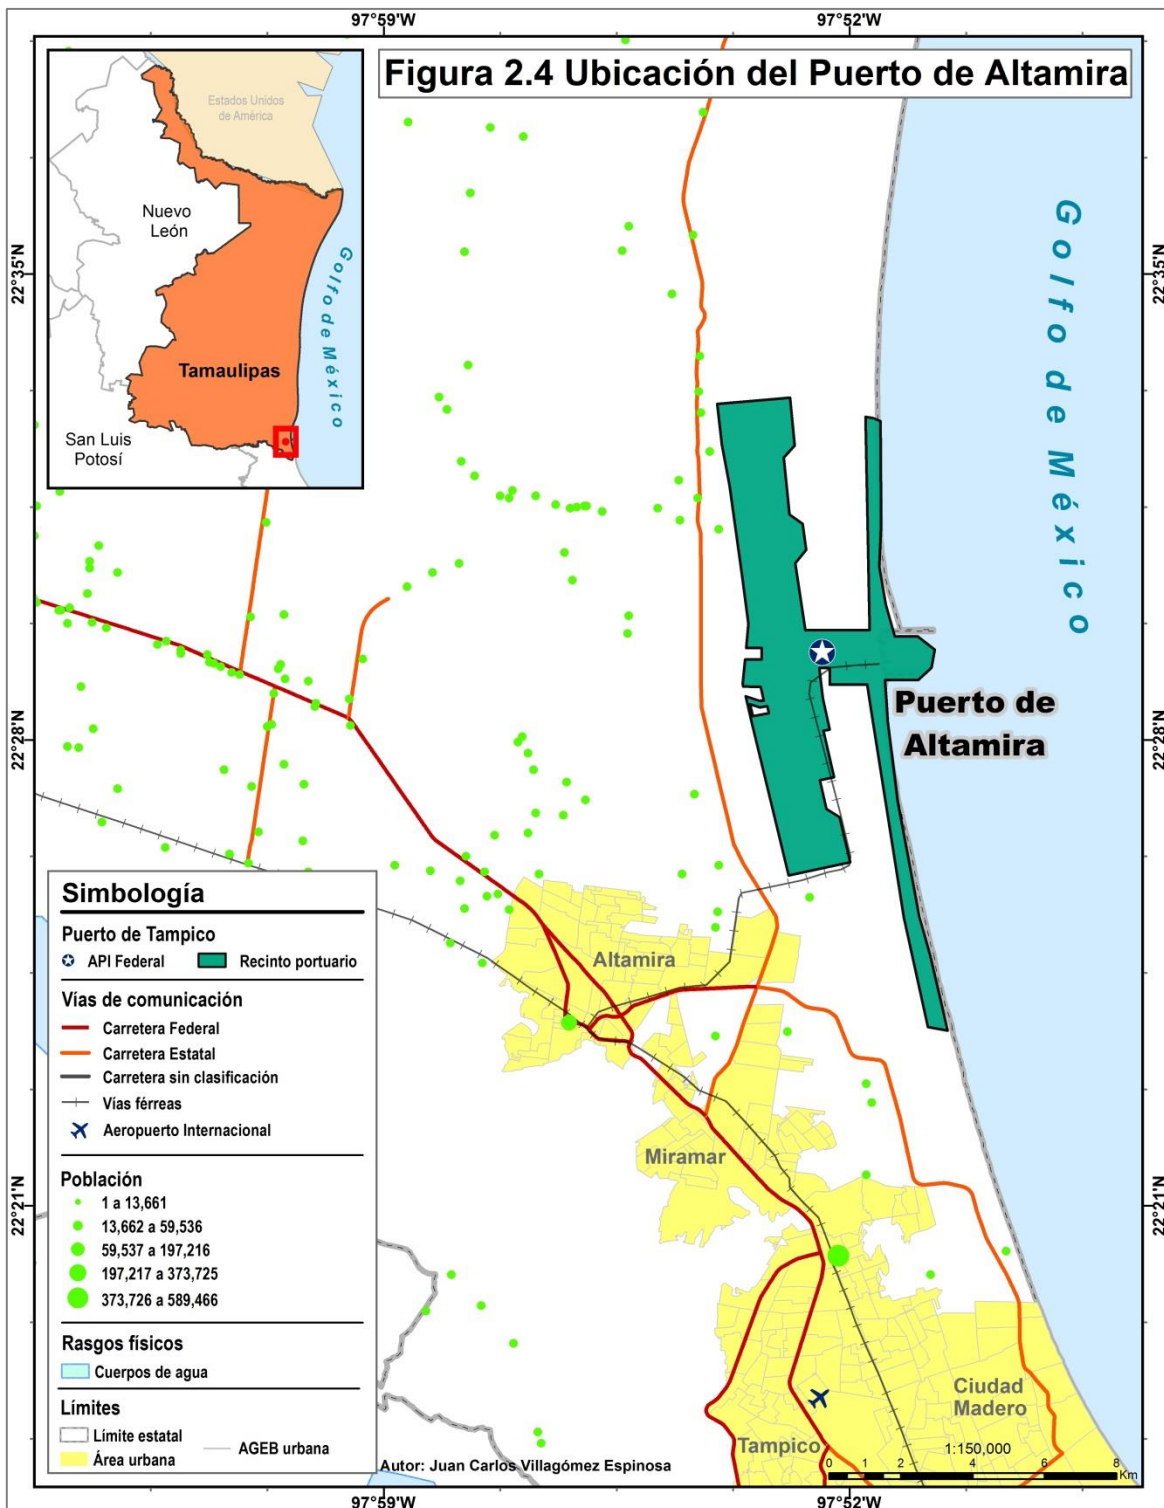 97°59'W
97°52'W
Figura 2.4 Ubicación del Puerto de Altamira
Estados Unidos
de América
Nuevo
León
Golfo de México
Tamaulipas
San Luis
Potosí
22°35'N
22°35'N
Golfo de México
Puerto de
Altamira
22°28'N
22°28'N
Simbología
Puerto de Tampico
API Federal
Recinto portuario
Vías de comunicación
Carretera Federal
Carretera Estatal
Carretera sin clasificación
Vías férreas
Aeropuerto Internacional
Población
1 a 13,661
13,662 a 59,536
59,537 a 197,216
197,217 a 373,725
373,726 a 589,466
Rasgos físicos
Cuerpos de agua
Límites
Límite estatal
AGEB urbana
Área urbana
Altamira
Miramar
22°21'N
22°21'N
Ciudad
Madero
Tampico
1:150,000
0 1 2 4 6 8
Km
Autor: Juan Carlos Villagómez Espinosa
97°59'W
97°52'W